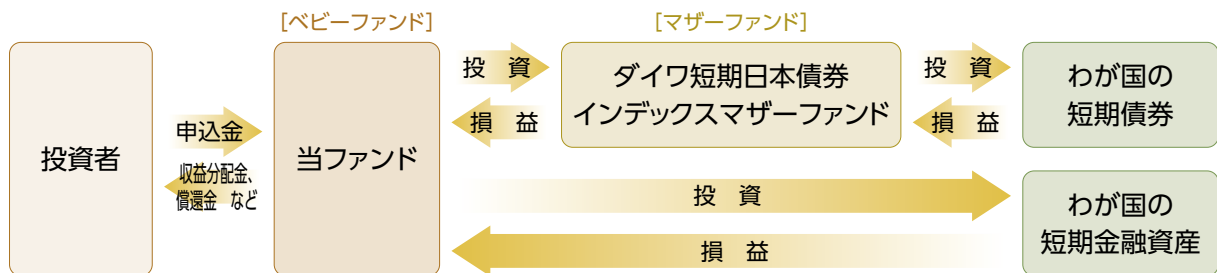 [ベビーファンド]
[マザーファンド]
投資者
申込金
収益分配金、
償還金 など
当ファンド
投 資
損 益
ダイワ短期日本債券
インデックスマザーファンド
投 資
損 益
わが国の
短期債券
投 資
損 益
わが国の
短期金融資産